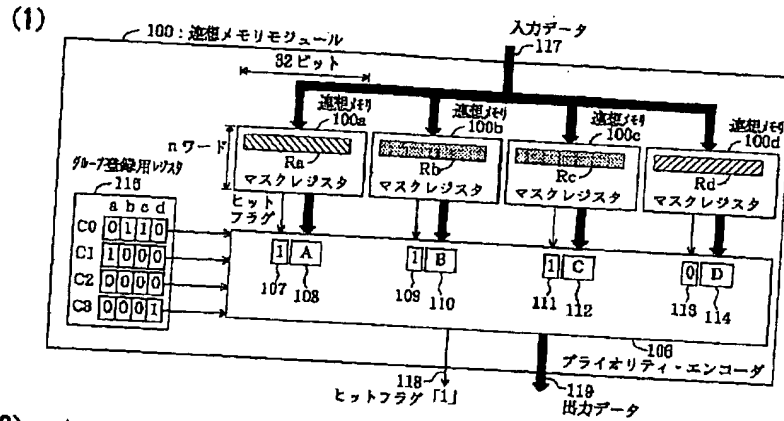 (1)
100:連想メモリモジュール
入力データ
117
32ビット
連想メモリ
100a
連想メモリ
100b
連想メモリ
100c
連想メモリ
100d
nワード
Ra
Rb
Rc
Rd
マスクレジスタ
マスクレジスタ
マスクレジスタ
マスクレジスタ
グループ登録用レジスタ
115
a b c d
C0 0 1 1 0
C1 1 0 0 0
C2 0 0 0 0
C3 0 0 0 1
ヒット
フラグ
1 A
1 B
1 C
0 D
107
108
109
110
111
112
113
114
106
プライオリティ・エンコーダ
118
119
ヒットフラグ「1」
出力データ